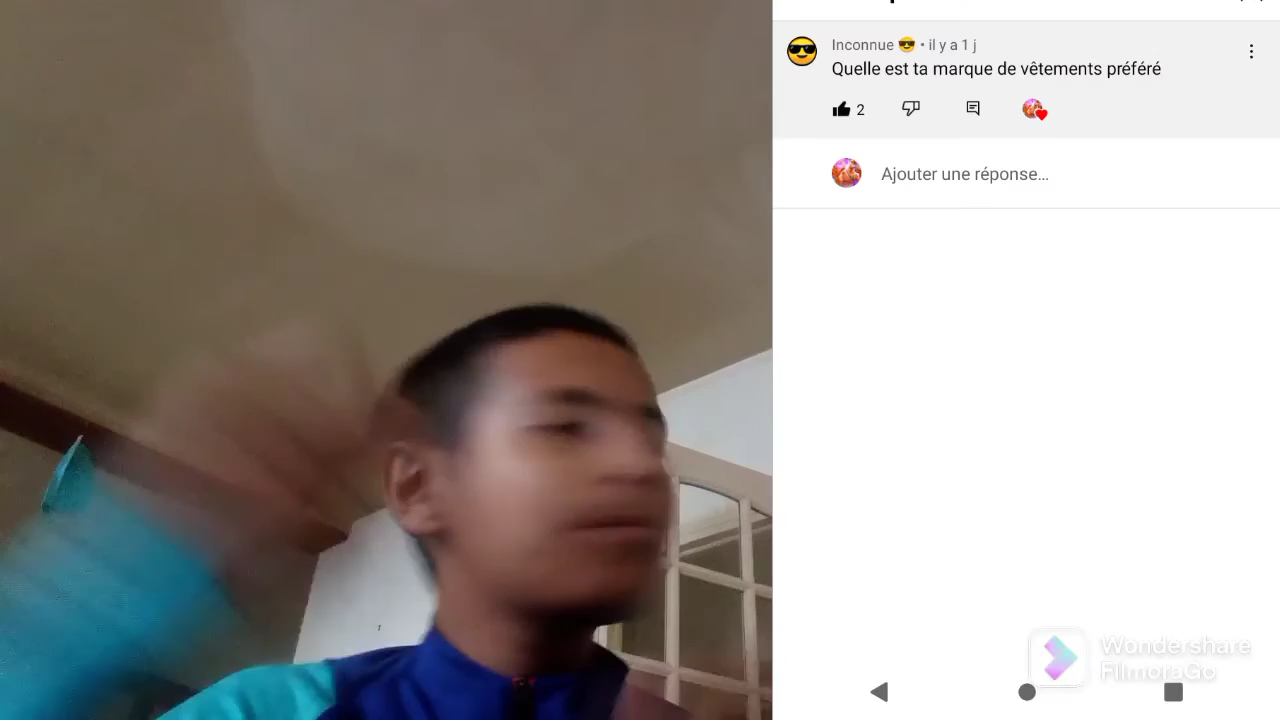 Inconnue 😎 • il y a 1 j
Quelle est ta marque de vêtements préféré
2
Ajouter une réponse...
Wondershare
FilmoraGo